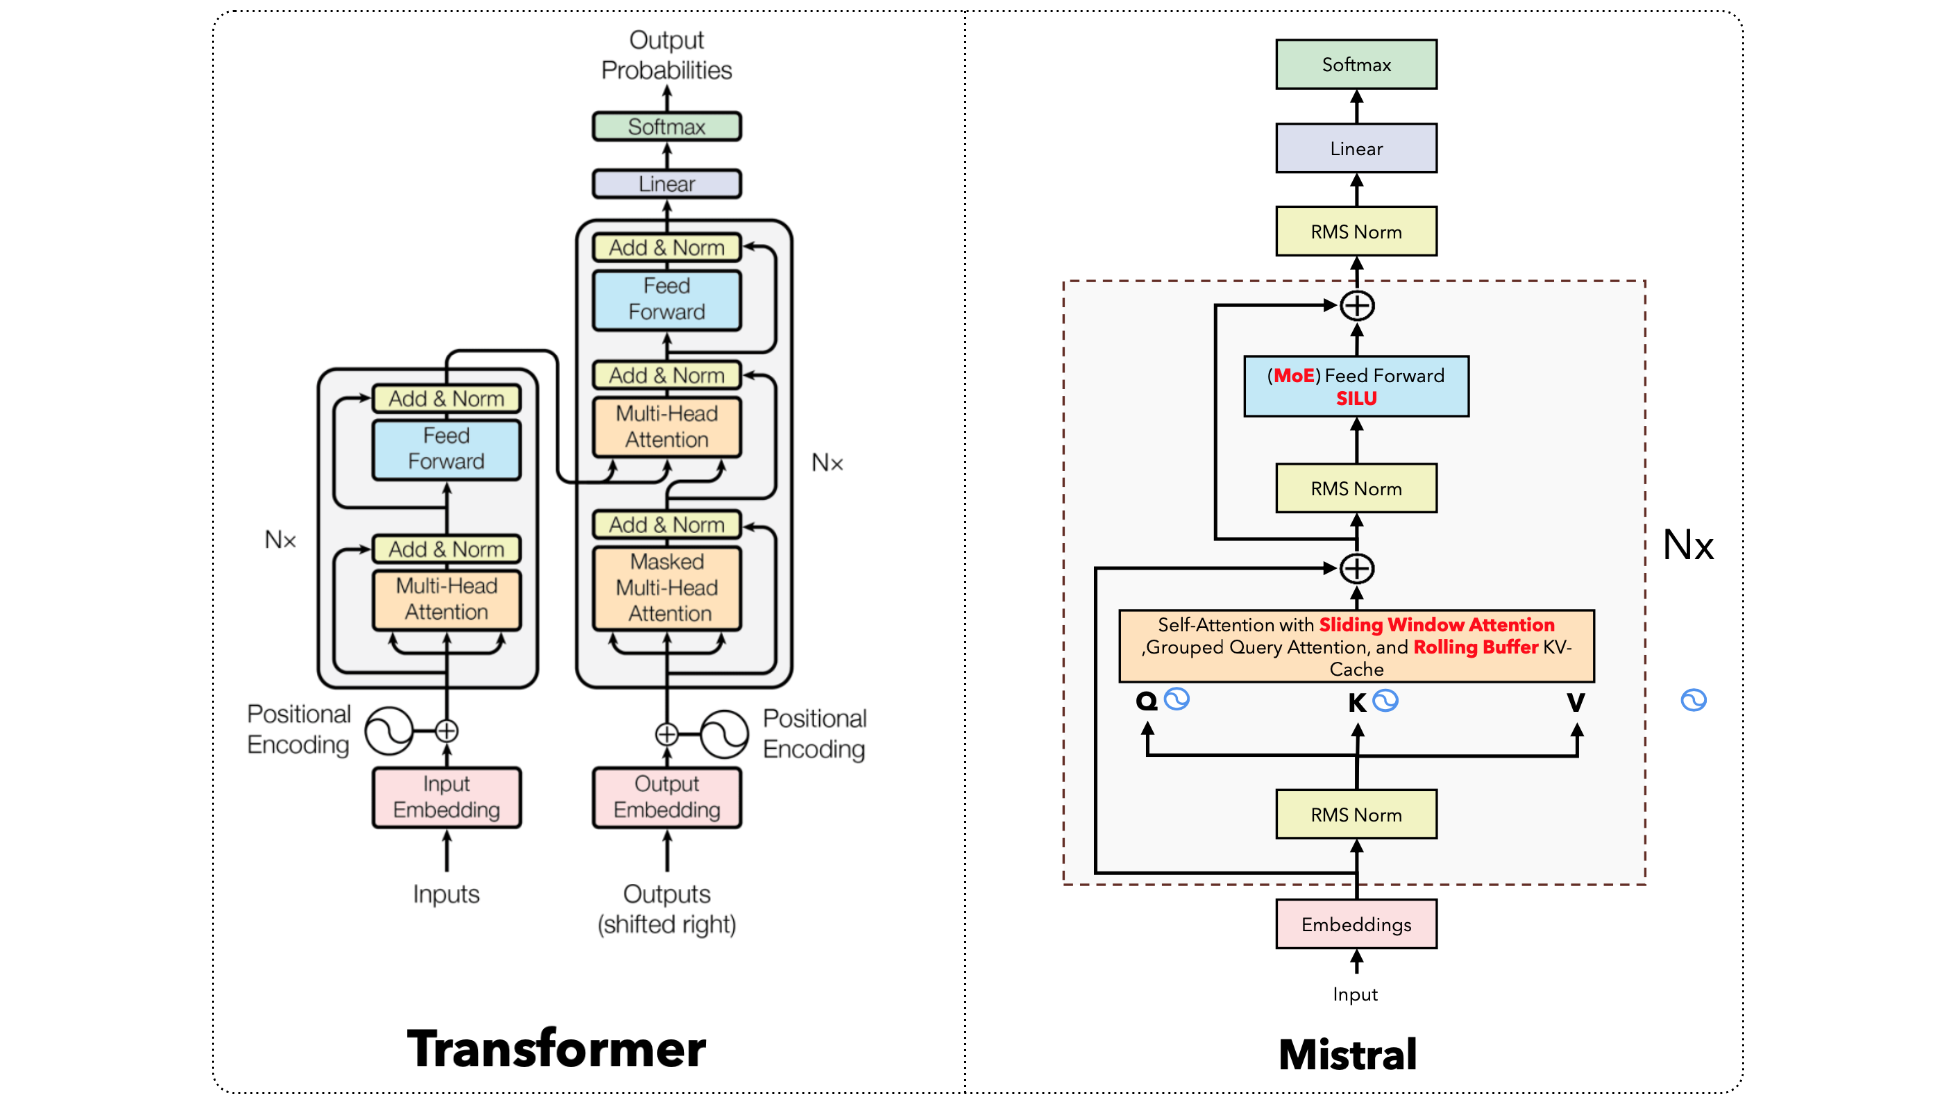 Output
Probabilities
Softmax
Linear
Add & Norm
Feed
Forward
Add & Norm
Multi-Head
Attention
Nx
Add & Norm
Masked
Multi-Head
Attention
Add & Norm
Feed
Forward
Nx
Add & Norm
Multi-Head
Attention
Positional
Encoding
Positional
Encoding
Input
Embedding
Output
Embedding
Inputs
Outputs
(shifted right)
Transformer
Softmax
Linear
RMS Norm
(MoE) Feed Forward
SILU
RMS Norm
Nx
Self-Attention with Sliding Window Attention
,Grouped Query Attention, and Rolling Buffer KV-
Cache
Q K V
RMS Norm
Embeddings
Input
Mistral